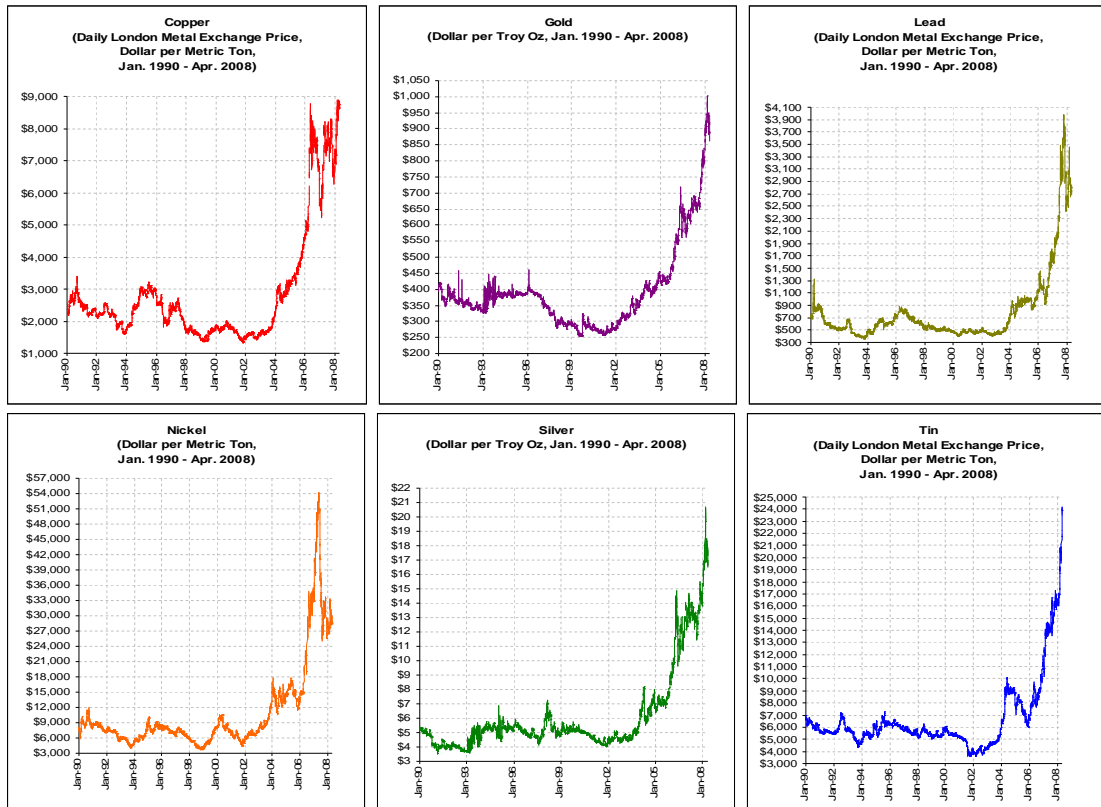 Copper
(Daily London Metal Exchange Price,
Dollar per Metric Ton,
Jan. 1990 - Apr. 2008)
$9,000
$8,000
$7,000
$6,000
$5,000
$4,000
$3,000
$2,000
$1,000
Jan-90
Jan-92
Jan-94
Jan-96
Jan-98
Jan-00
Jan-02
Jan-04
Jan-06
Jan-08
Gold
(Dollar per Troy Oz, Jan. 1990 - Apr. 2008)
$1,050
$1,000
$950
$900
$850
$800
$750
$700
$650
$600
$550
$500
$450
$400
$350
$300
$250
$200
Jan-90
Jan-93
Jan-96
Jan-99
Jan-02
Jan-05
Jan-08
Lead
(Daily London Metal Exchange Price,
Dollar per Metric Ton,
Jan. 1990 - Apr. 2008)
$4,100
$3,900
$3,700
$3,500
$3,300
$3,100
$2,900
$2,700
$2,500
$2,300
$2,100
$1,900
$1,700
$1,500
$1,300
$1,100
$900
$700
$500
$300
Jan-90
Jan-92
Jan-94
Jan-96
Jan-98
Jan-00
Jan-02
Jan-04
Jan-06
Jan-08
Nickel
(Dollar per Metric Ton,
Jan. 1990 - Apr. 2008)
$57,000
$54,000
$51,000
$48,000
$45,000
$42,000
$39,000
$36,000
$33,000
$30,000
$27,000
$24,000
$21,000
$18,000
$15,000
$12,000
$9,000
$6,000
$3,000
Jan-90
Jan-92
Jan-94
Jan-96
Jan-98
Jan-00
Jan-02
Jan-04
Jan-06
Jan-08
Silver
(Dollar per Troy Oz, Jan. 1990 - Apr. 2008)
$22
$21
$20
$19
$18
$17
$16
$15
$14
$13
$12
$11
$10
$9
$8
$7
$6
$5
$4
$3
Jan-90
Jan-93
Jan-96
Jan-99
Jan-02
Jan-05
Jan-08
Tin
(Daily London Metal Exchange Price,
Dollar per Metric Ton,
Jan. 1990 - Apr. 2008)
$25,000
$24,000
$23,000
$22,000
$21,000
$20,000
$19,000
$18,000
$17,000
$16,000
$15,000
$14,000
$13,000
$12,000
$11,000
$10,000
$9,000
$8,000
$7,000
$6,000
$5,000
$4,000
$3,000
Jan-90
Jan-92
Jan-94
Jan-96
Jan-98
Jan-00
Jan-02
Jan-04
Jan-06
Jan-08